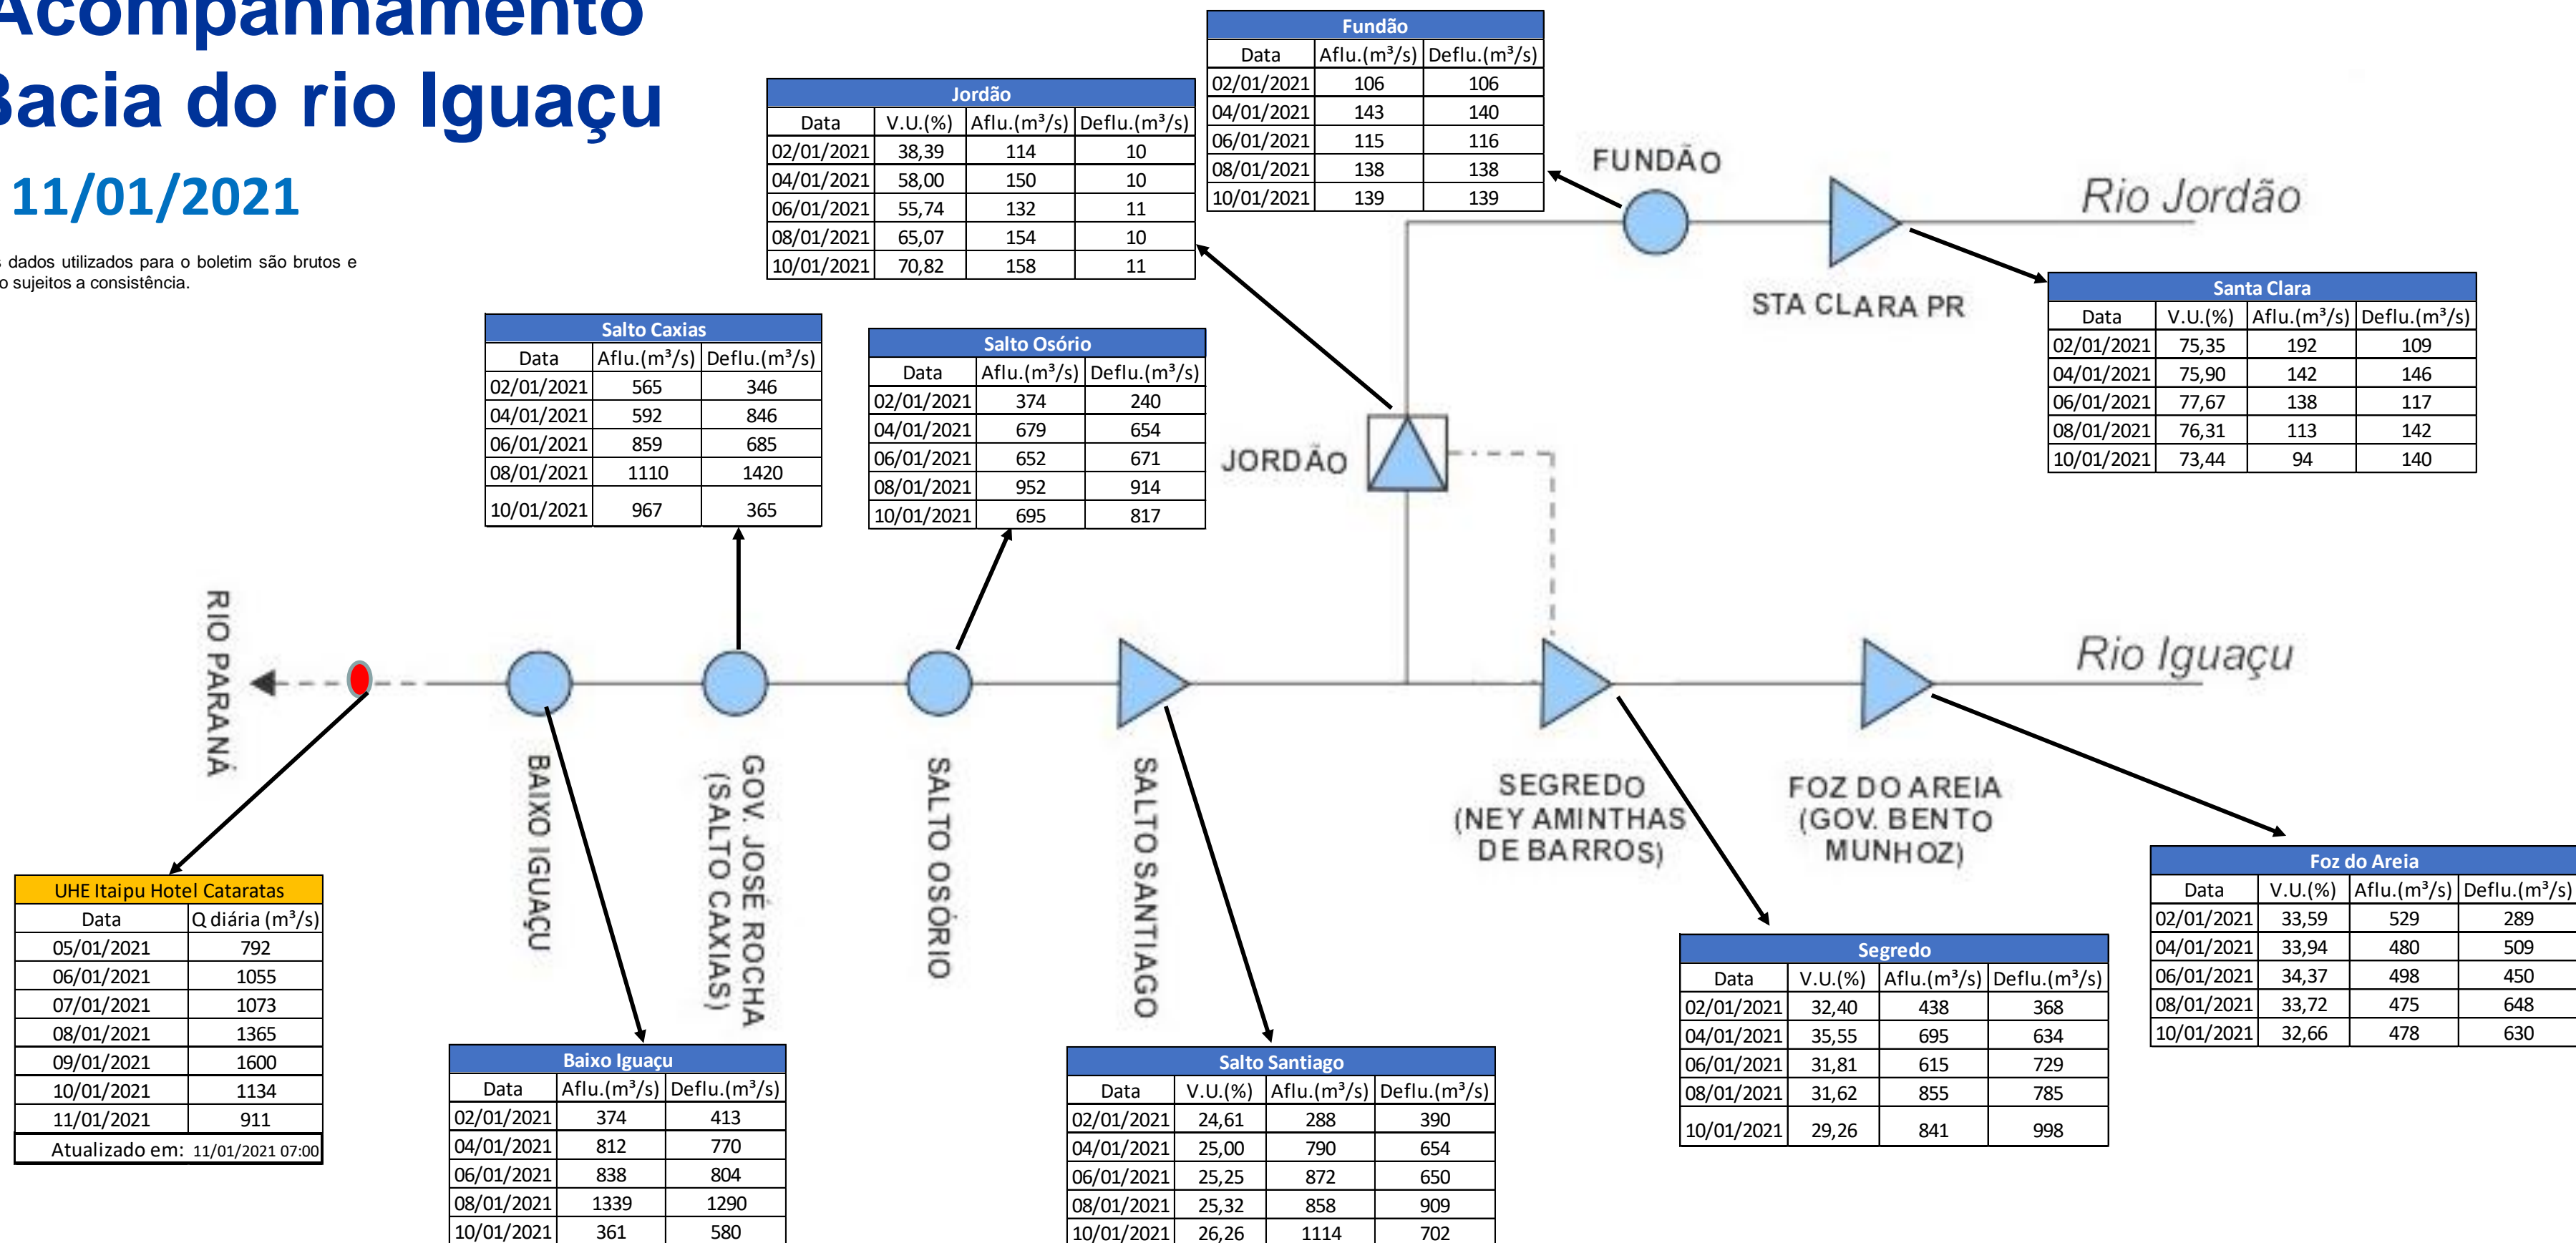 Acompanhamento
Bacia do rio Iguaçu
11/01/2021
dados utilizados para o boletim são brutos e
sujeitos a consistência.
Fundão
Data Aflu.(m³/s) Deflu.(m³/s)
02/01/2021 106 106
04/01/2021 143 140
06/01/2021 115 116
08/01/2021 138 138
10/01/2021 139 139
Jordão
Data V.U.(%) Aflu.(m³/s) Deflu.(m³/s)
02/01/2021 38,39 114 10
04/01/2021 58,00 150 10
06/01/2021 55,74 132 11
08/01/2021 65,07 154 10
10/01/2021 70,82 158 11
FUNDÃO
Rio Jordão
STA CLARA PR
Santa Clara
Data V.U.(%) Aflu.(m³/s) Deflu.(m³/s)
02/01/2021 75,35 192 109
04/01/2021 75,90 142 146
06/01/2021 77,67 138 117
08/01/2021 76,31 113 142
10/01/2021 73,44 94 140
Salto Caxias
Data Aflu.(m³/s) Deflu.(m³/s)
02/01/2021 565 346
04/01/2021 592 846
06/01/2021 859 685
08/01/2021 1110 1420
10/01/2021 967 365
Salto Osório
Data Aflu.(m³/s) Deflu.(m³/s)
02/01/2021 374 240
04/01/2021 679 654
06/01/2021 652 671
08/01/2021 952 914
10/01/2021 695 817
JORDÃO
RIO PARANÁ
Rio Iguaçu
BAIXO IGUAÇU
GOV. JOSÉ ROCHA
(SALTO CAXIAS)
SALTO OSÓRIO
SALTO SANTIAGO
SEGREDO
(NEY AMINTHAS
DE BARROS)
FOZ DO AREIA
(GOV. BENTO
MUNHOZ)
UHE Itaipu Hotel Cataratas
Data Q diária (m³/s)
05/01/2021 792
06/01/2021 1055
07/01/2021 1073
08/01/2021 1365
09/01/2021 1600
10/01/2021 1134
11/01/2021 911
Atualizado em: 11/01/2021 07:00
Baixo Iguaçu
Data Aflu.(m³/s) Deflu.(m³/s)
02/01/2021 374 413
04/01/2021 812 770
06/01/2021 838 804
08/01/2021 1339 1290
10/01/2021 361 580
Salto Santiago
Data V.U.(%) Aflu.(m³/s) Deflu.(m³/s)
02/01/2021 24,61 288 390
04/01/2021 25,00 790 654
06/01/2021 25,25 872 650
08/01/2021 25,32 858 909
10/01/2021 26,26 1114 702
Segredo
Data V.U.(%) Aflu.(m³/s) Deflu.(m³/s)
02/01/2021 32,40 438 368
04/01/2021 35,55 695 634
06/01/2021 31,81 615 729
08/01/2021 31,62 855 785
10/01/2021 29,26 841 998
Foz do Areia
Data V.U.(%) Aflu.(m³/s) Deflu.(m³/s)
02/01/2021 33,59 529 289
04/01/2021 33,94 480 509
06/01/2021 34,37 498 450
08/01/2021 33,72 475 648
10/01/2021 32,66 478 630